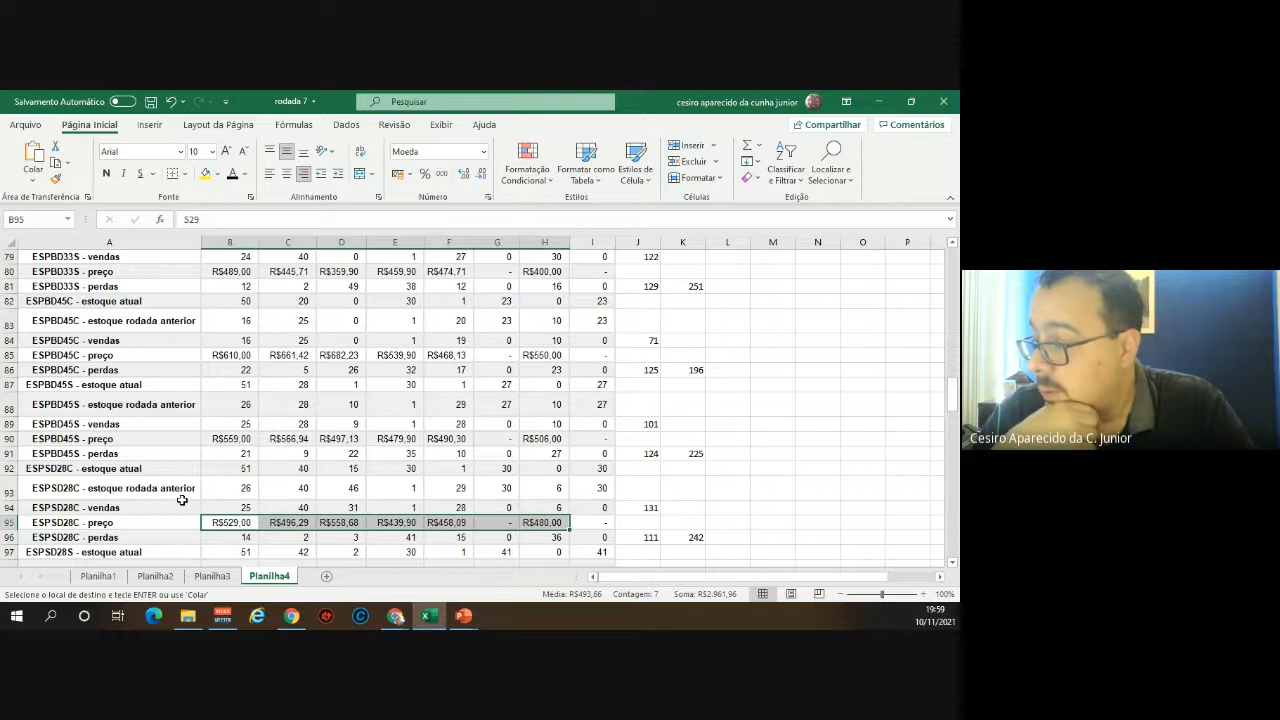 Salvamento Automático
rodada 7
Pesquisar
cesiro aparecido da cunha junior
Arquivo Página Inicial Inserir Layout da Página Fórmulas Dados Revisão Exibir Ajuda Compartilhar Comentários
Colar
Arial 10
N I S
A A
Moeda
% 000
Formatação Condicional
Formatar como Tabela
Estilos de Célula
Inserir
Excluir
Formatar
Classificar e Filtrar
Localizar e Selecionar
Área de Transferência Fonte Alinhamento Número Estilos Células Edição
B95 fx 529
A B C D E F G H I J K L M N O P
79 ESPBD33S - vendas 24 40 0 1 27 0 30 0 122
80 ESPBD33S - preço R$489,00 R$445,71 R$359,90 R$459,90 R$474,71 - R$400,00 -
81 ESPBD33S - perdas 12 2 49 38 12 0 16 0 129 251
82 ESPBD45C - estoque atual 50 20 0 30 1 23 0 23
83 ESPBD45C - estoque rodada anterior 16 25 0 1 20 23 10 23
84 ESPBD45C - vendas 16 25 0 1 19 0 10 0 71
85 ESPBD45C - preço R$610,00 R$661,42 R$682,23 R$539,90 R$468,13 - R$550,00 -
86 ESPBD45C - perdas 22 5 26 32 17 0 23 0 125 196
87 ESPBD45S - estoque atual 51 28 1 30 1 27 0 27
88 ESPBD45S - estoque rodada anterior 26 28 10 1 29 27 10 27
89 ESPBD45S - vendas 25 28 9 1 28 0 10 0 101
90 ESPBD45S - preço R$559,00 R$566,94 R$497,13 R$479,90 R$490,30 - R$506,00 -
91 ESPBD45S - perdas 21 9 22 35 10 0 27 0 124 225
92 ESPSD28C - estoque atual 51 40 15 30 1 30 0 30
93 ESPSD28C - estoque rodada anterior 26 40 46 1 29 30 6 30
94 ESPSD28C - vendas 25 40 31 1 28 0 6 0 131
95 ESPSD28C - preço R$529,00 R$496,29 R$558,68 R$439,90 R$458,09 - R$480,00 -
96 ESPSD28C - perdas 14 2 3 41 15 0 36 0 111 242
97 ESPSD28S - estoque atual 51 42 2 30 1 41 0 41
Planilha1 Planilha2 Planilha3 Planilha4
Selecione o local de destino e tecle ENTER ou use 'Colar' Média: R$493,66 Contagem: 7 Soma: R$2.961,96 100%
19:59
10/11/2021
Cesiro Aparecido da C. Junior